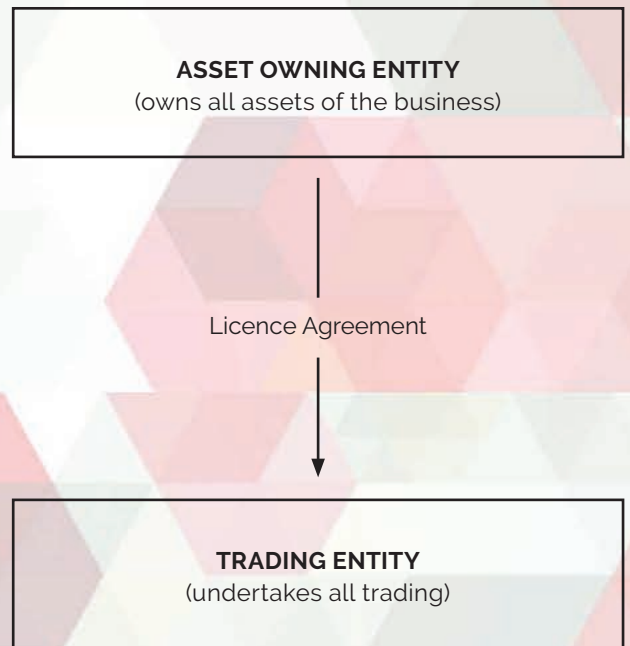 ASSET OWNING ENTITY
(owns all assets of the business)
Licence Agreement
TRADING ENTITY
(undertakes all trading)